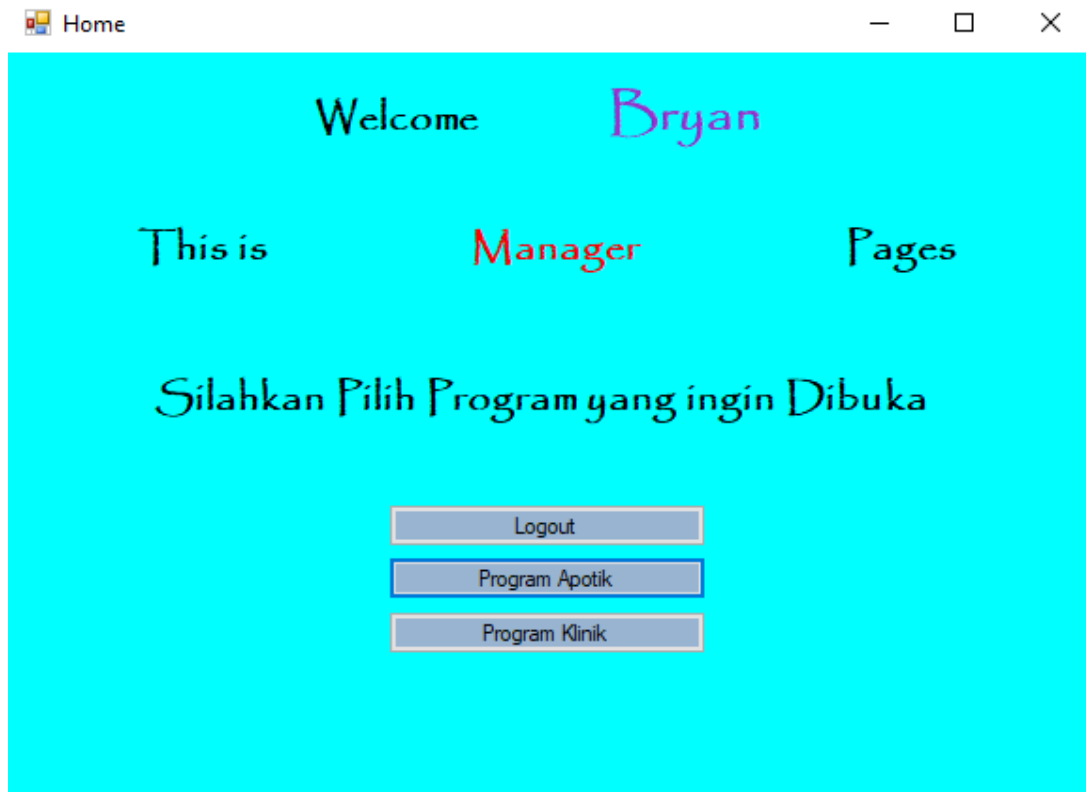 Home
Welcome Bryan
This is Manager Pages
Silahkan Pilih Program yang ingin Dibuka
Logout
Program Apotik
Program Klinik